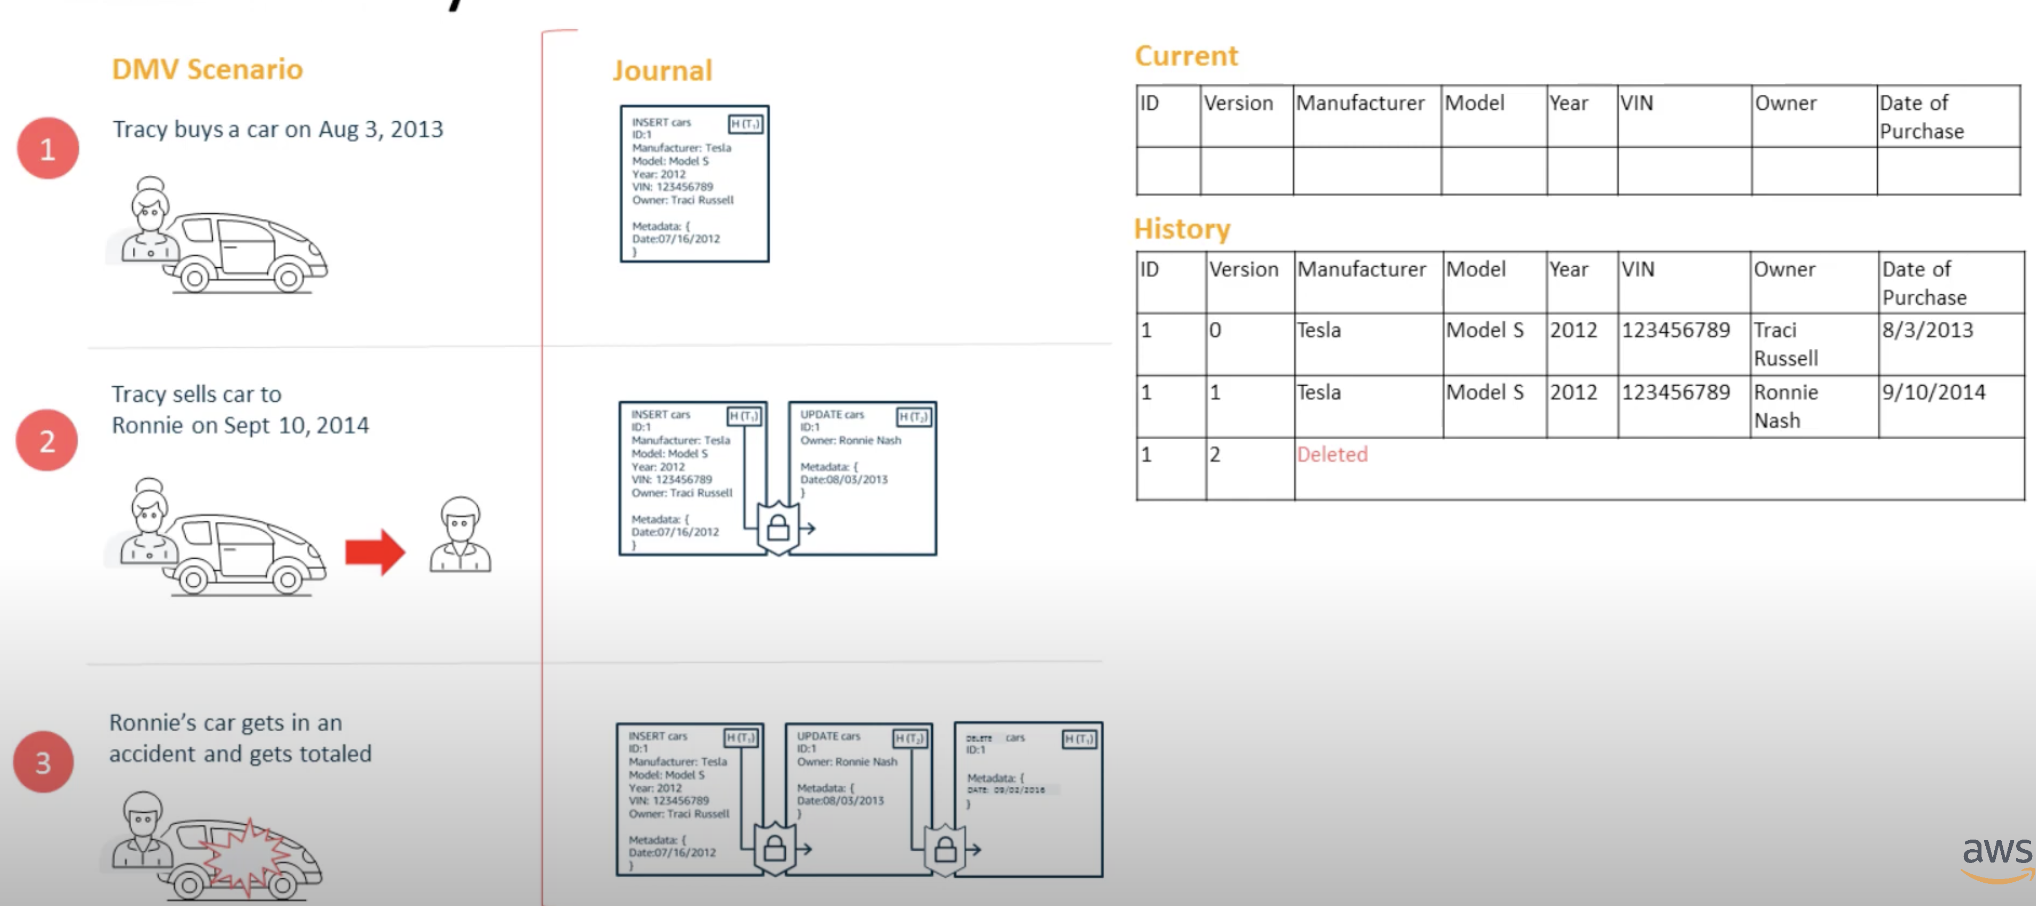 DMV Scenario
1
Tracy buys a car on Aug 3, 2013
2
Tracy sells car to
Ronnie on Sept 10, 2014
3
Ronnie's car gets in an
accident and gets totaled
Journal
INSERT cars H (T₁)
ID:1
Manufacturer: Tesla
Model: Model S
Year: 2012
VIN: 123456789
Owner: Traci Russell
Metadata: {
Date:07/16/2012
}
INSERT cars H (T₁)
ID:1
Manufacturer: Tesla
Model: Model S
Year: 2012
VIN: 123456789
Owner: Traci Russell
Metadata: {
Date:07/16/2012
}
UPDATE cars H (T₂)
ID:1
Owner: Ronnie Nash
Metadata: {
Date:08/03/2013
}
INSERT cars H (T₁)
ID:1
Manufacturer: Tesla
Model: Model S
Year: 2012
VIN: 123456789
Owner: Traci Russell
Metadata: {
Date:07/16/2012
}
UPDATE cars H (T₂)
ID:1
Owner: Ronnie Nash
Metadata: {
Date:08/03/2013
}
DELETE cars H (T₁)
ID:1
Metadata: {
DATE: 09/02/2016
}
Current
ID Version Manufacturer Model Year VIN Owner Date of
Purchase
History
ID Version Manufacturer Model Year VIN Owner Date of
Purchase
1 0 Tesla Model S 2012 123456789 Traci 8/3/2013
Russell
1 1 Tesla Model S 2012 123456789 Ronnie 9/10/2014
Nash
1 2 Deleted
aws